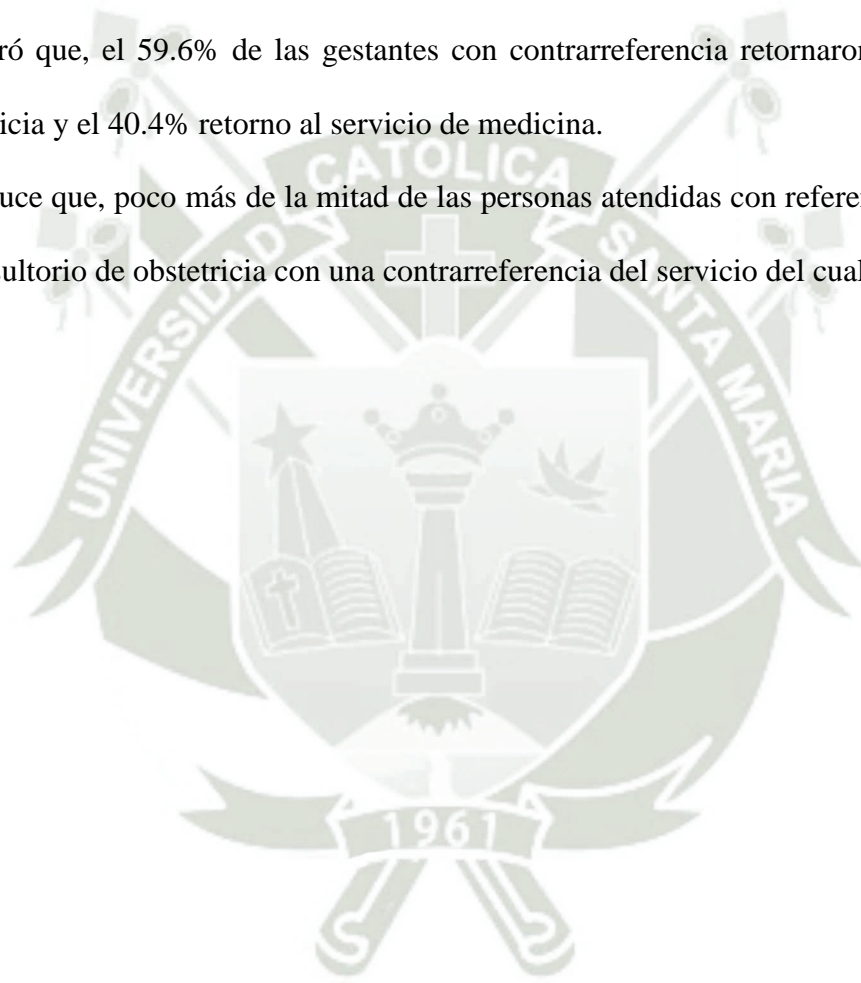 ró que, el 59.6% de las gestantes con contrarreferencia retornaron
icia y el 40.4% retorno al servicio de medicina.
uce que, poco más de la mitad de las personas atendidas con refere
sultorio de obstetricia con una contrarreferencia del servicio del cual
UNIVERSIDAD CATOLICA SANTA MARIA
1961